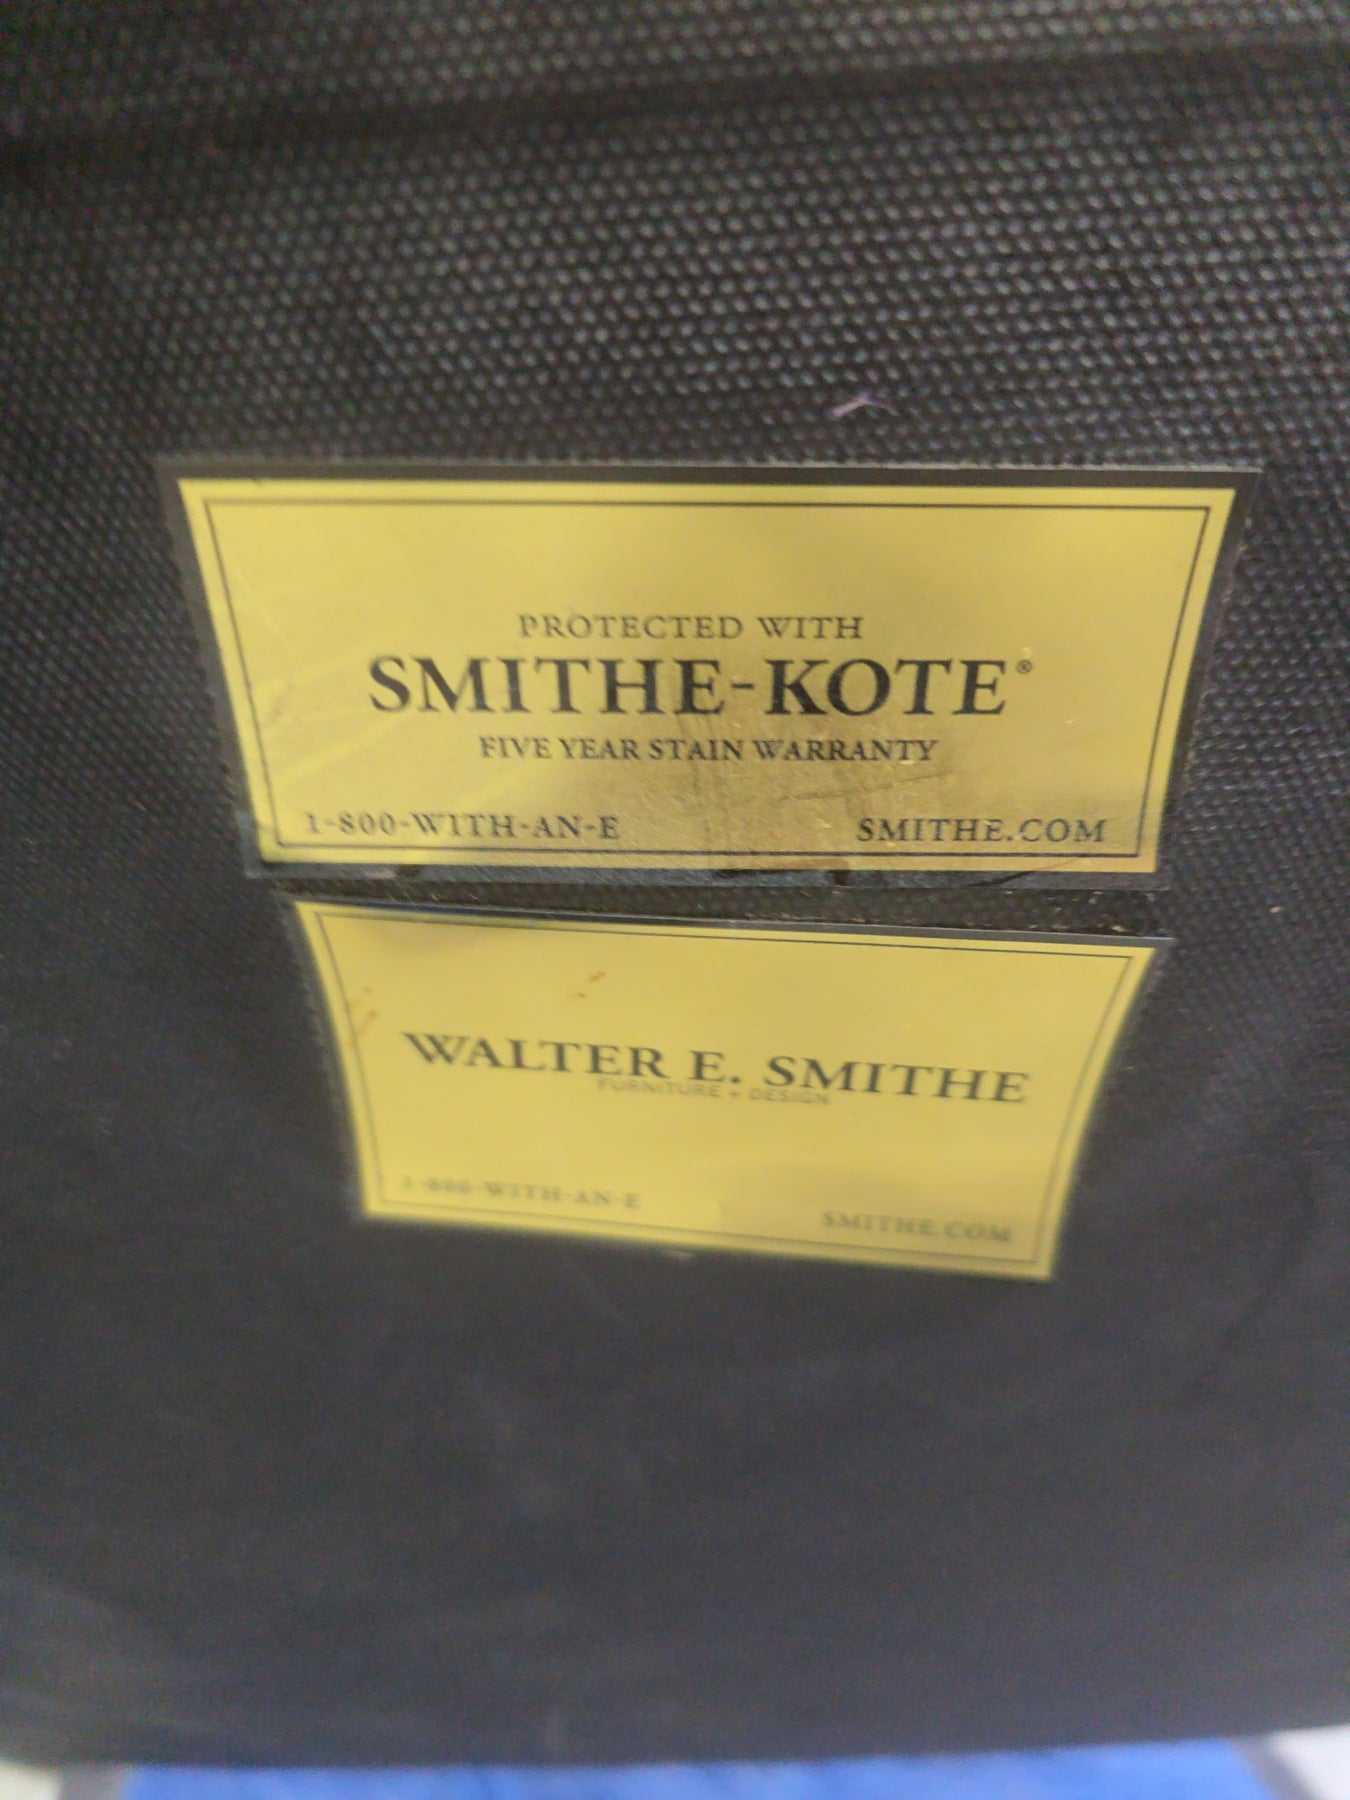 PROTECTED WITH
SMITHE-KOTE®
FIVE YEAR STAIN WARRANTY
1-800-WITH-AN-E
SMITHE.COM
WALTER E. SMITHE
FURNITURE + DESIGN
1-800-WITH-AN-E
SMITHE.COM